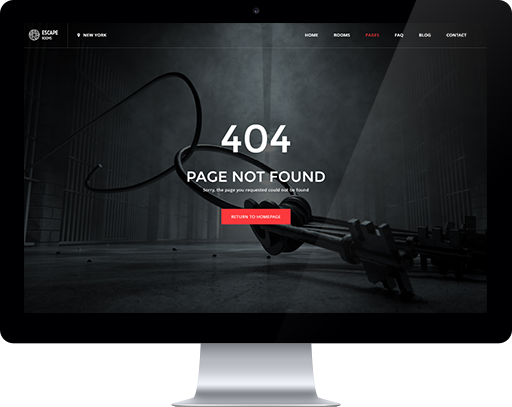 ESCAPE
ROOMS
NEW YORK
HOME ROOMS PAGES FAQ BLOG CONTACT
404
PAGE NOT FOUND
Sorry, the page you requested could not be found
RETURN TO HOMEPAGE